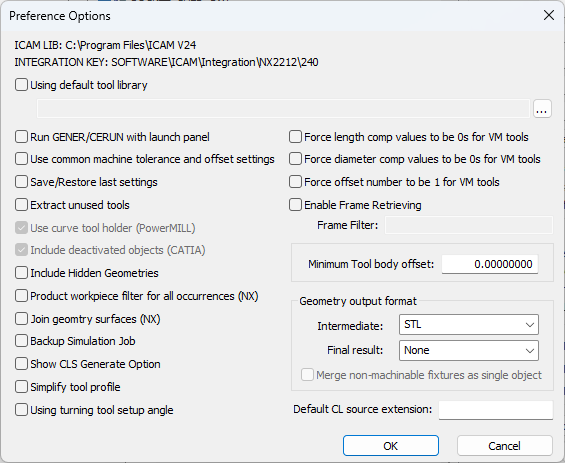 Preference Options
ICAM LIB: C:\Program Files\ICAM V24
INTEGRATION KEY: SOFTWARE\ICAM\Integration\NX2212\240
Using default tool library
...
Run GENER/CERUN with launch panel
Use common machine tolerance and offset settings
Save/Restore last settings
Extract unused tools
Use curve tool holder (PowerMILL)
Include deactivated objects (CATIA)
Include Hidden Geometries
Product workpiece filter for all occurrences (NX)
Join geomtry surfaces (NX)
Backup Simulation Job
Show CLS Generate Option
Simplify tool profile
Using turning tool setup angle
Force length comp values to be 0s for VM tools
Force diameter comp values to be 0s for VM tools
Force offset number to be 1 for VM tools
Enable Frame Retrieving
Frame Filter:
Minimum Tool body offset: 0.00000000
Geometry output format
Intermediate: STL
Final result: None
Merge non-machinable fixtures as single object
Default CL source extension:
OK Cancel